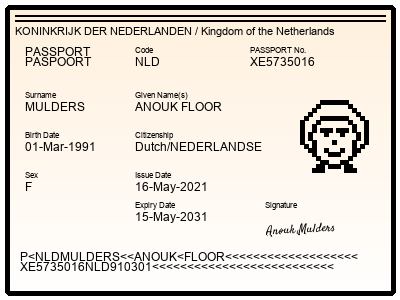 KONINKRIJK DER NEDERLANDEN / Kingdom of the Netherlands
PASSPORT
PASPOORT
Code
NLD
PASSPORT No.
XE5735016
Surname
MULDERS
Given Name(s)
ANOUK FLOOR
Birth Date
01-Mar-1991
Citizenship
Dutch/NEDERLANDSE
Sex
F
Issue Date
16-May-2021
Expiry Date
15-May-2031
Signature
Anouk Mulders
P<NLDMULDERS<<ANOUK<FLOOR<<<<<<<<<<<<<<<<<<<
XE5735016NLD910301<<<<<<<<<<<<<<<<<<<<<<<<<<